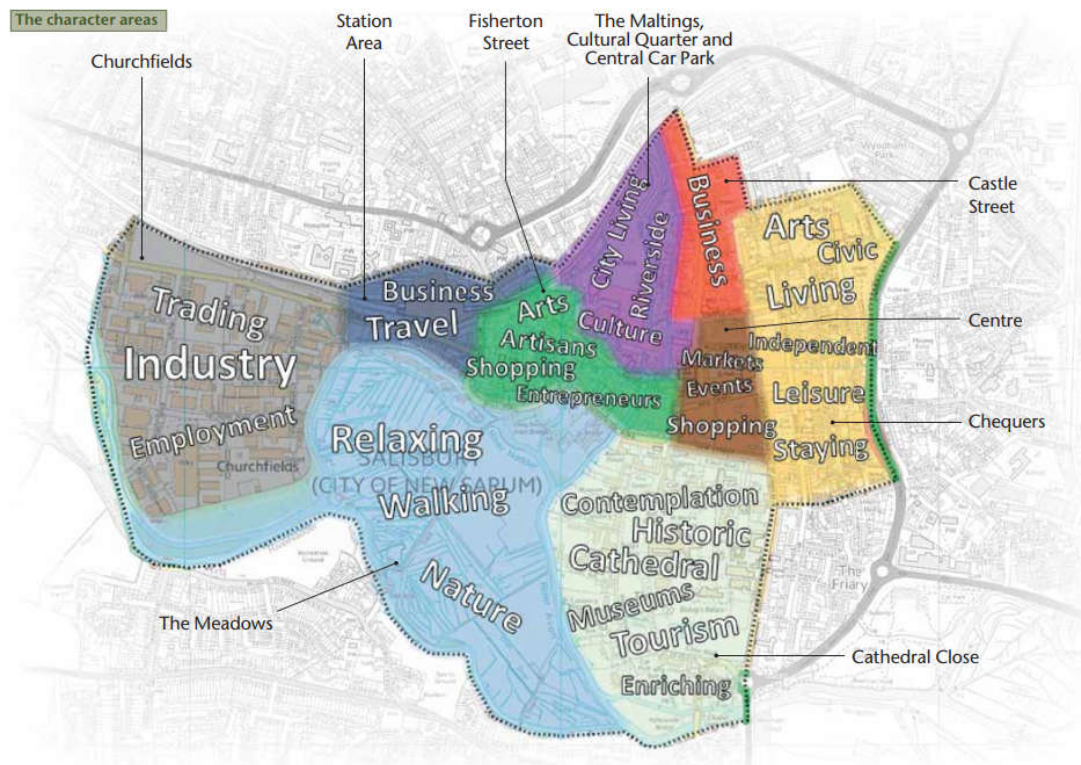 The character areas
Churchfields
Station
Area
Fisherton
Street
The Maltings,
Cultural Quarter and
Central Car Park
Castle
Street
Centre
Chequers
Cathedral Close
The Meadows
Trading
Industry
Employment
Churchfields
Business
Travel
Arts
Artisans
Shopping
Entrepreneurs
City Living
Riverside
Culture
Business
Markets
Events
Shopping
Arts
Civic
Living
Independent
Leisure
Staying
Relaxing
SALISBURY
(CITY OF NEW SARUM)
Walking
Nature
Contemplation
Historic
Cathedral
Museums
Tourism
Enriching
The
Friary
Wyndham
Park